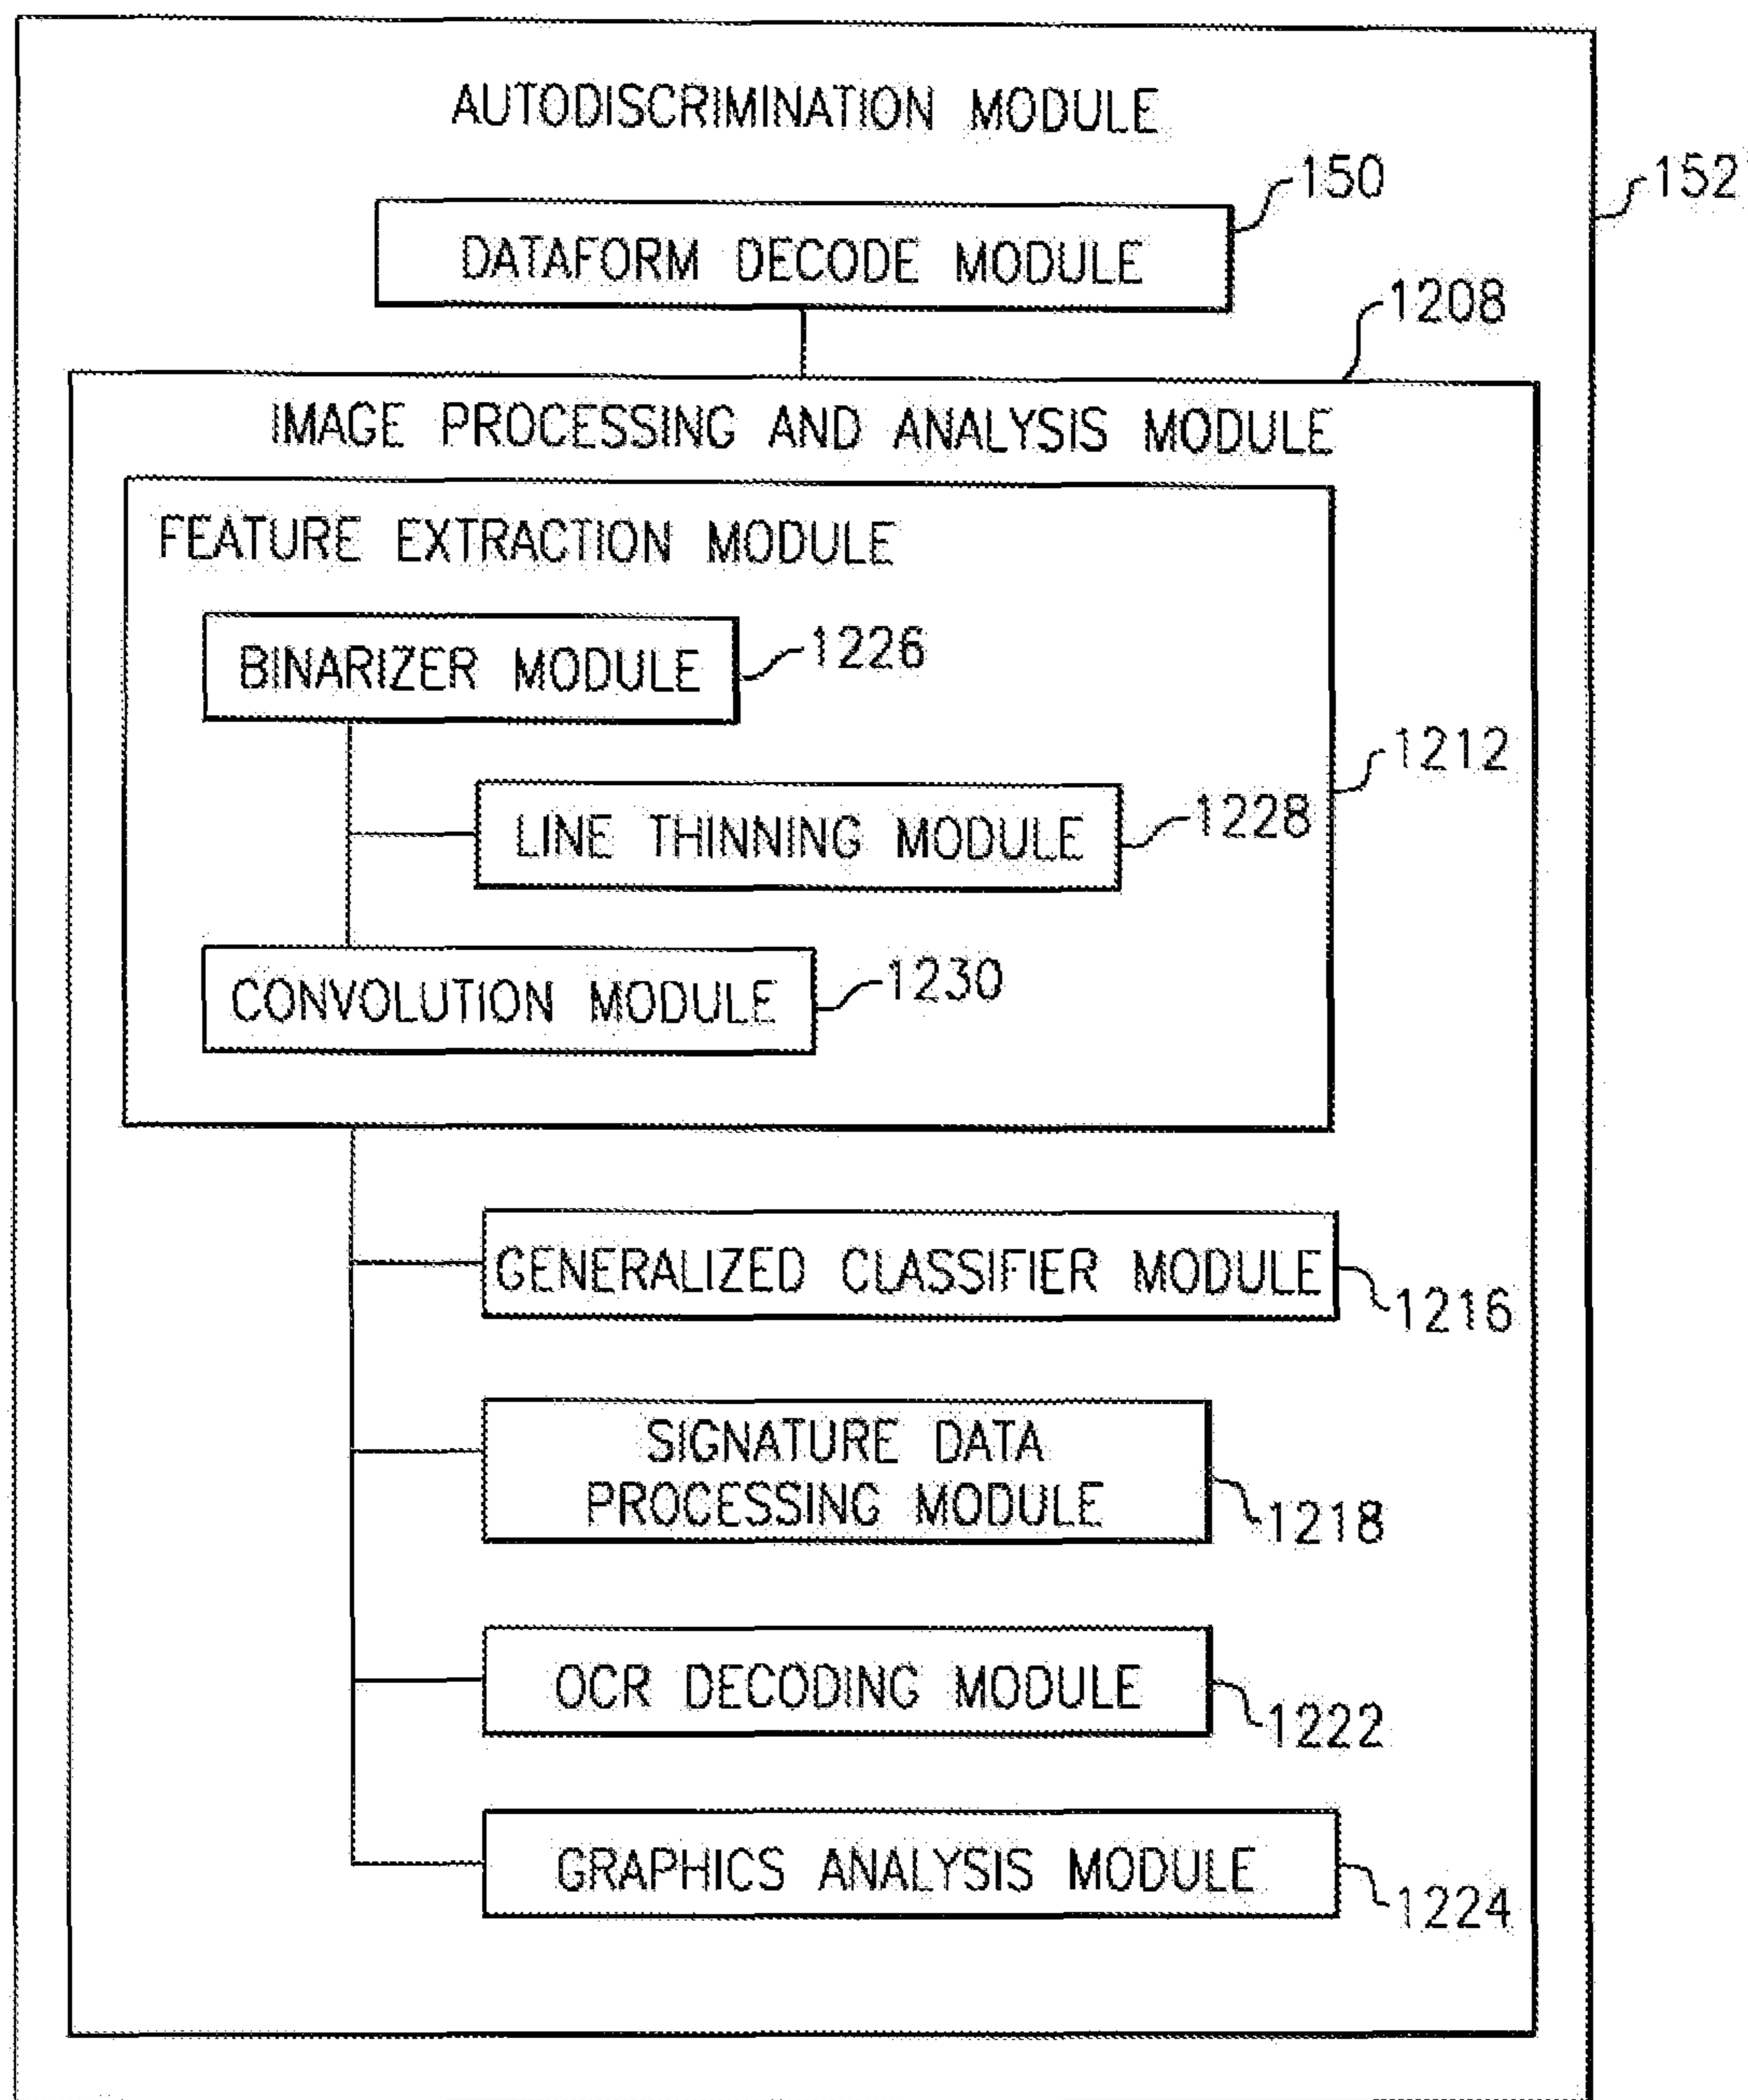 AUTODISCRIMINATION MODULE
150
152
DATAFORM DECODE MODULE
1208
IMAGE PROCESSING AND ANALYSIS MODULE
FEATURE EXTRACTION MODULE
BINARIZER MODULE
1226
1212
LINE THINNING MODULE
1228
CONVOLUTION MODULE
1230
GENERALIZED CLASSIFIER MODULE
1216
SIGNATURE DATA
PROCESSING MODULE
1218
OCR DECODING MODULE
1222
GRAPHICS ANALYSIS MODULE
1224